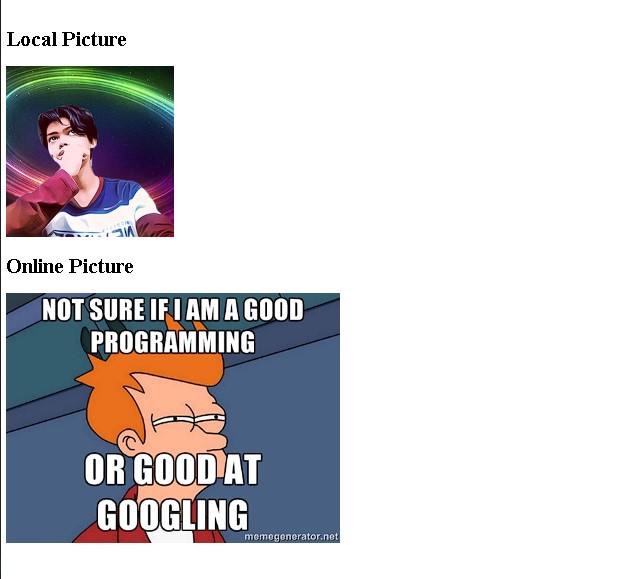 Local Picture
Online Picture
NOT SURE IF I AM A GOOD
PROGRAMMING
OR GOOD AT
GOOGLING
memegenerator.net